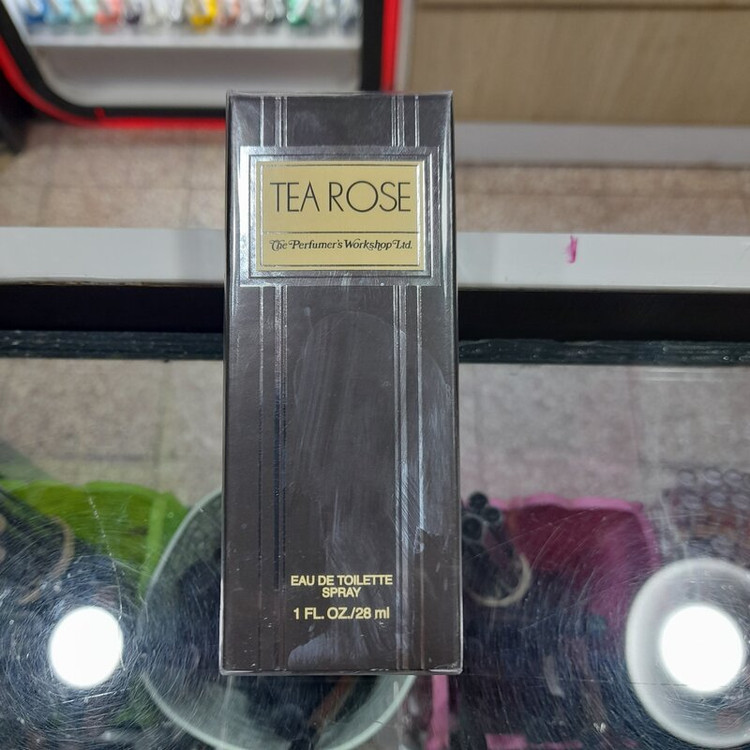 TEA ROSE
The Perfumer's Workshop Ltd.
EAU DE TOILETTE
SPRAY
1 FL. OZ./28 ml